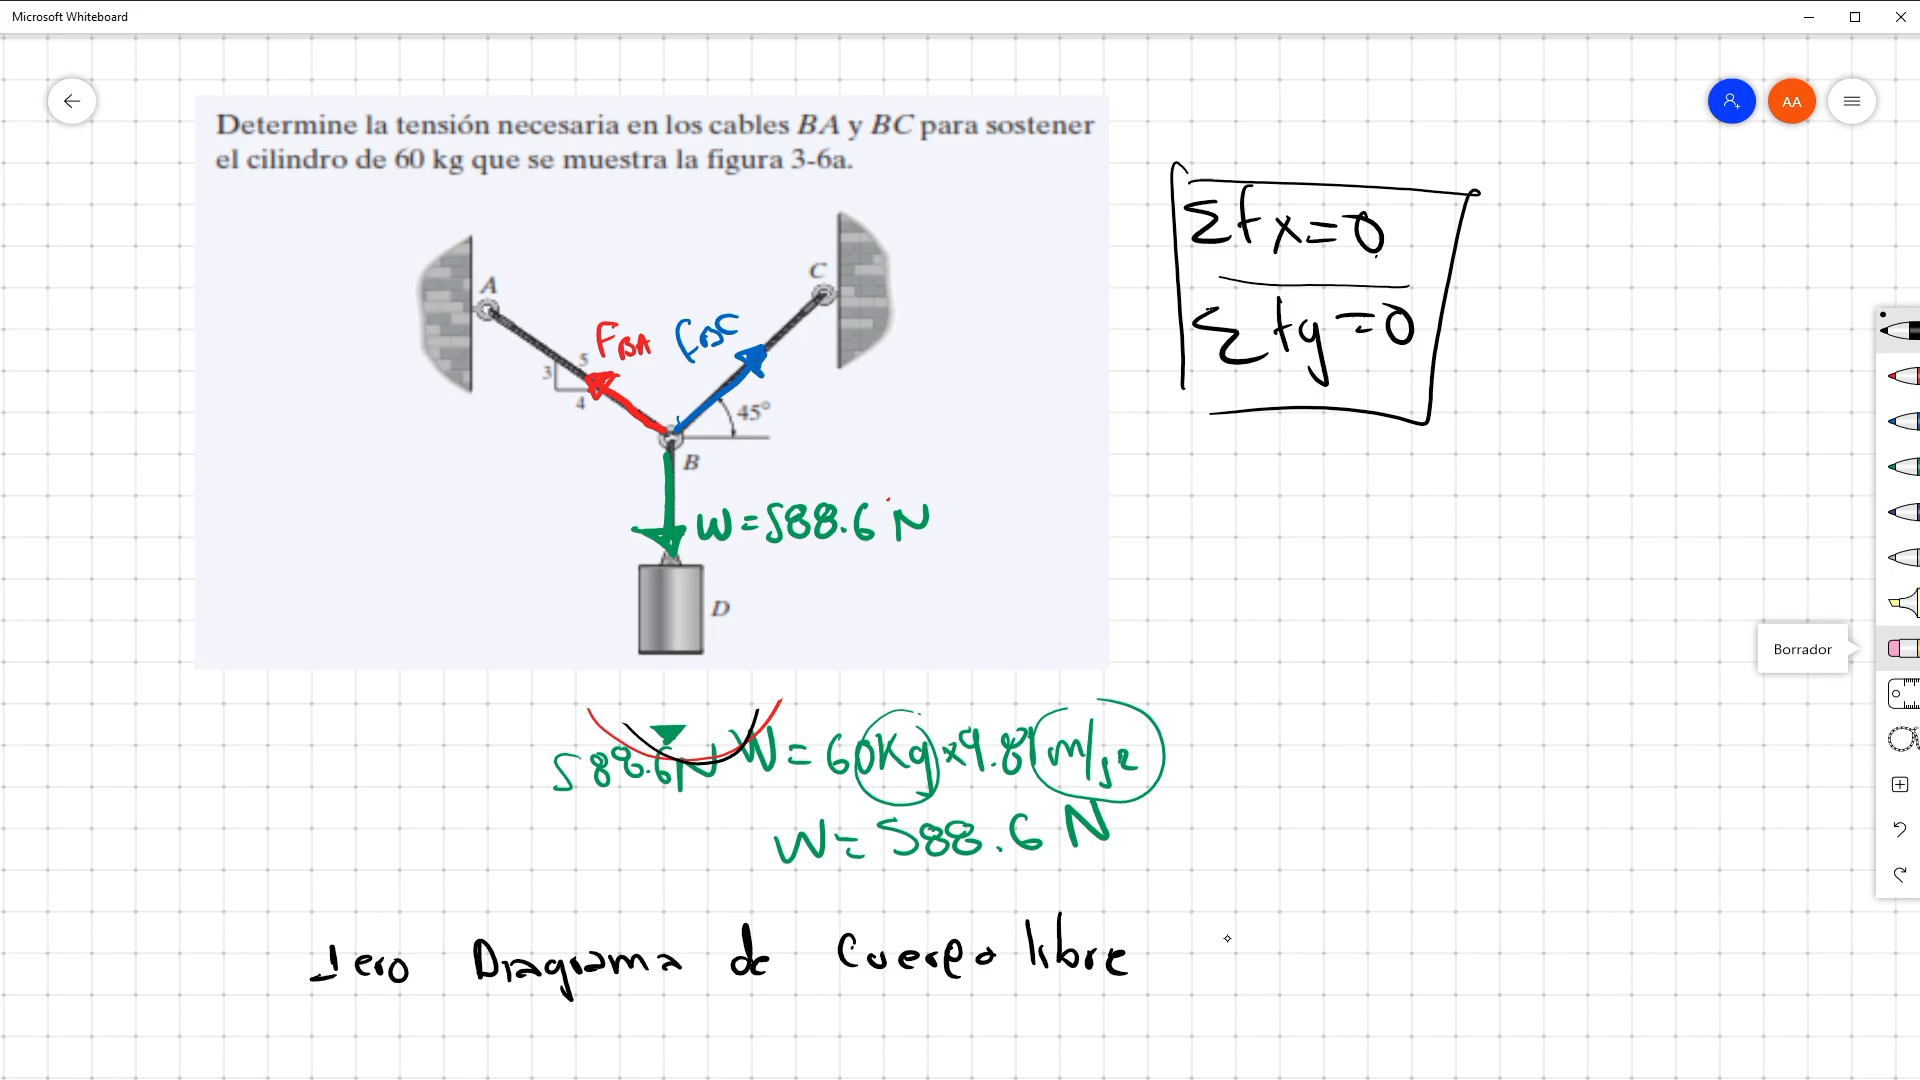 Microsoft Whiteboard
AA
Determine la tensión necesaria en los cables BA y BC para sostener
el cilindro de 60 kg que se muestra la figura 3-6a.
Σfx=0
Σfy=0
A
C
FBA
FBC
5
3
4
45°
B
W=588.6 N
D
Borrador
588.6N W=60Kg×9.81m/s2
W=588.6 N
1ero Diagrama de Cuerpo libre